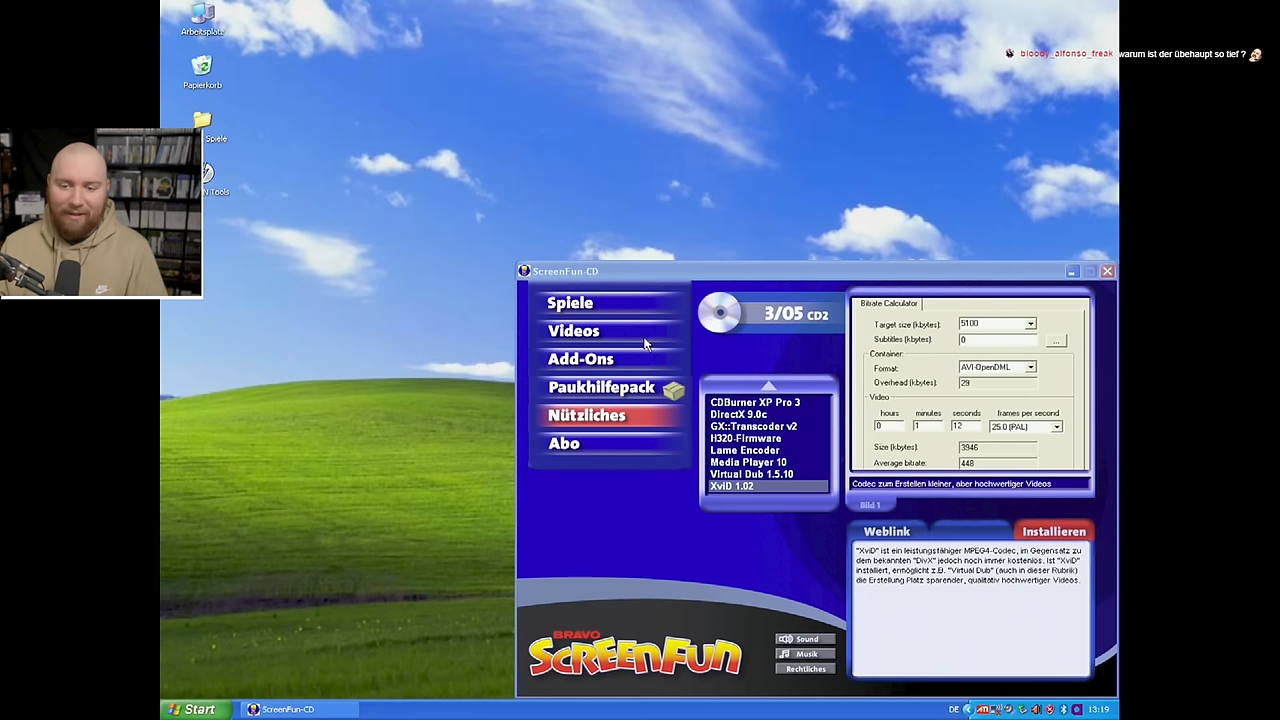 Arbeitsplatz
Papierkorb
Spiele
Tools
bloody_alfonso_freak warum ist der übehaupt so tief ?
ScreenFun-CD
Spiele
Videos
Add-Ons
Paukhilfepack
Nützliches
Abo
3/05 CD2
CDBurner XP Pro 3
DirectX 9.0c
GX::Transcoder v2
H320-Firmware
Lame Encoder
Media Player 10
Virtual Dub 1.5.10
XviD 1.02
Bitrate Calculator
Target size (kbytes): 5100
Subtitles (kbytes): 0 ...
Container:
Format: AVI-OpenDML
Overhead (kb): 29
Video
hours minutes seconds frames per second
0 1 12 25.0 (PAL)
Size (kbytes): 3946
Average bitrate: 448
Codec zum Erstellen kleiner, aber hochwertiger Videos
Bild 1
Weblink
Installieren
"XviD" ist ein leistungsfähiger MPEG4-Codec, im Gegensatz zu
dem bekannten "DivX" jedoch noch immer kostenlos. Ist "XviD"
installiert, ermöglicht z.B. "Virtual Dub" (auch in dieser Rubrik)
die Erstellung Platz sparender, qualitativ hochwertiger Videos.
BRAVO
SCREENFUN
Sound
Musik
Rechtliches
Start
ScreenFun-CD
DE
13:19